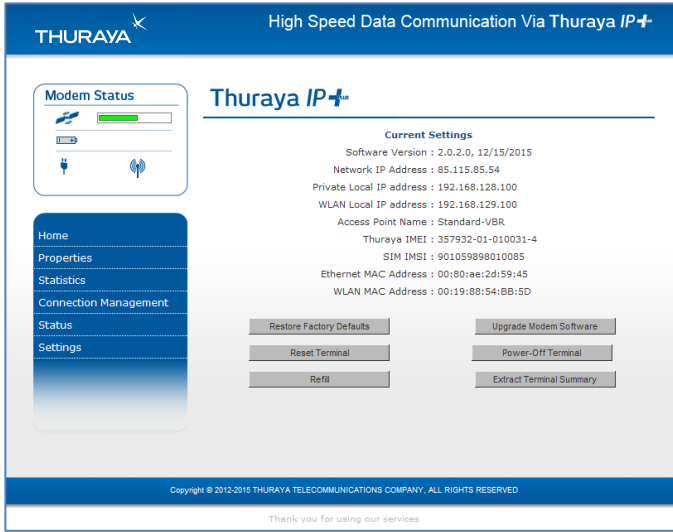 THURAYA
High Speed Data Communication Via Thuraya IP+
Modem Status
Thuraya IP+
Current Settings
Software Version : 2.0.2.0, 12/15/2015
Network IP Address : 85.115.85.54
Private Local IP address : 192.168.128.100
WLAN Local IP address : 192.168.129.100
Access Point Name : Standard-VBR
Thuraya IMEI : 357932-01-010031-4
SIM IMSI : 901059898010085
Ethernet MAC Address : 00:80:ae:2d:59:45
WLAN MAC Address : 00:19:88:54:BB:5D
Home
Properties
Statistics
Connection Management
Status
Settings
Restore Factory Defaults
Upgrade Modem Software
Reset Terminal
Power-Off Terminal
Refill
Extract Terminal Summary
Copyright © 2012-2015 THURAYA TELECOMMUNICATIONS COMPANY, ALL RIGHTS RESERVED
Thank you for using our services